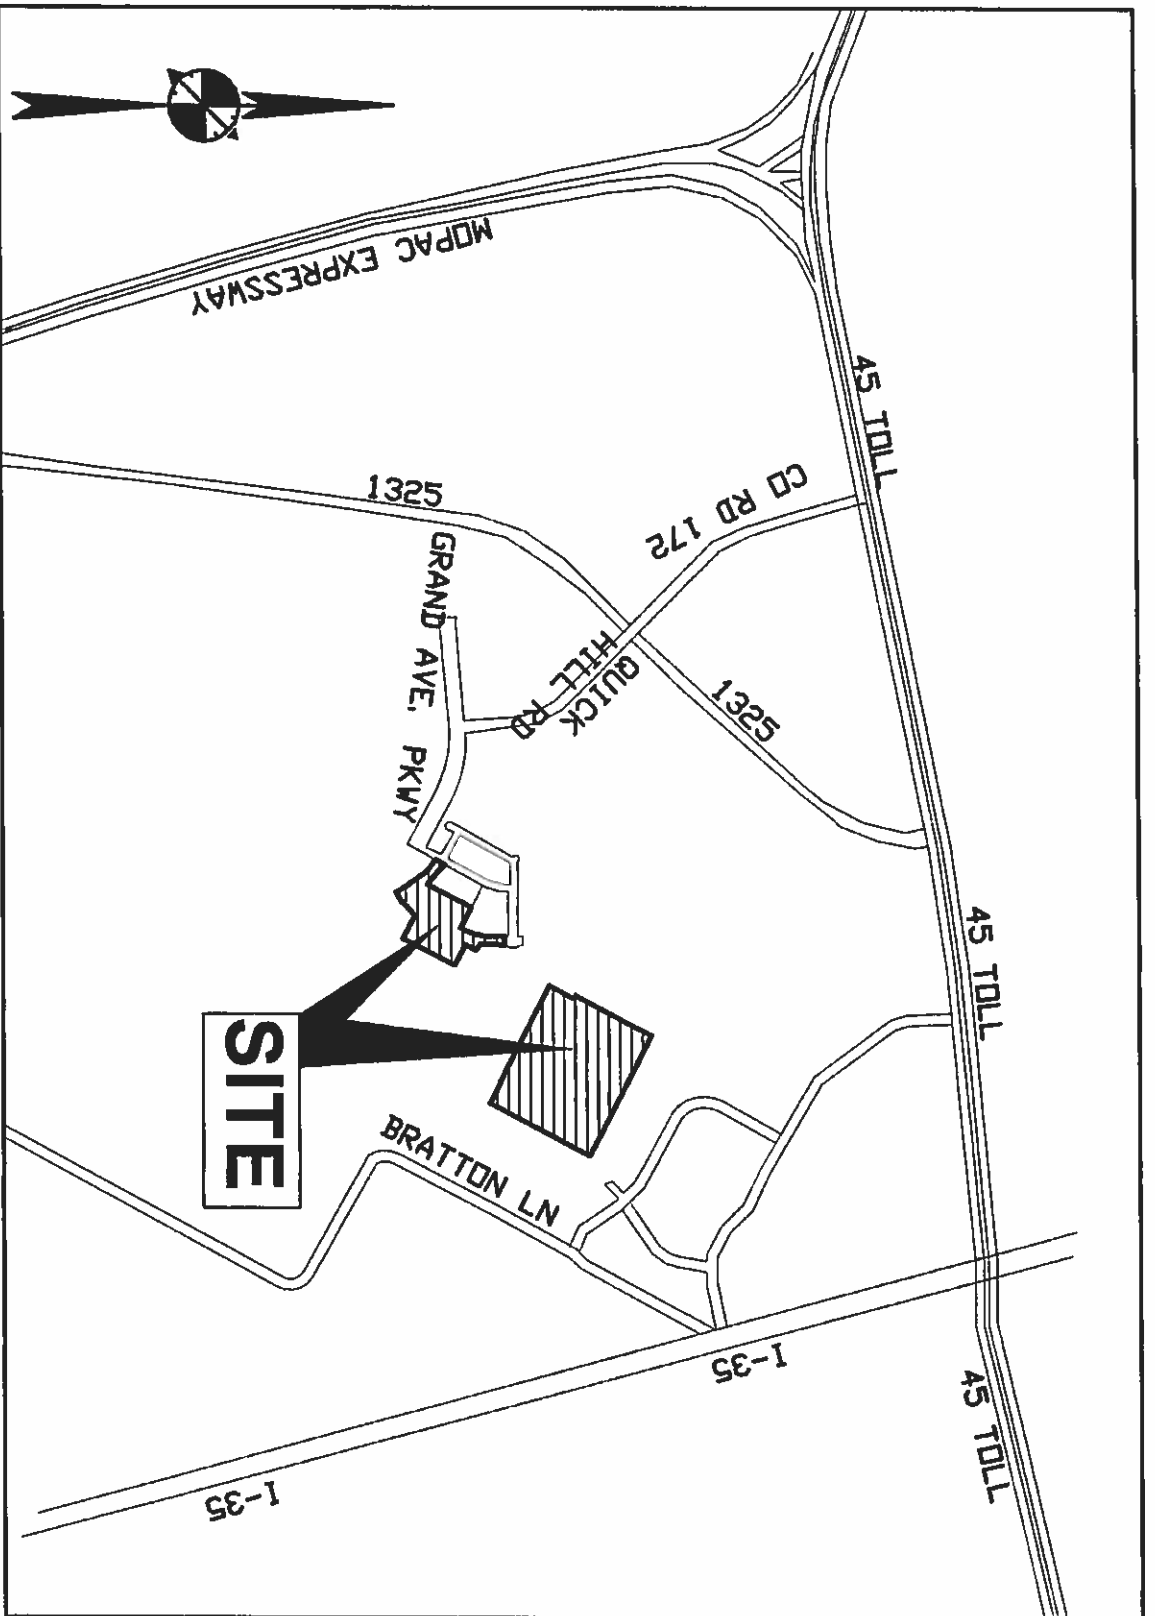 MOPAC EXPRESSWAY
45 TOLL
CO RD 172
1325
GRAND AVE. PKWY
QUICK
HILL RD
1325
45 TOLL
SITE
BRATTON LN
I-35
45 TOLL
I-35